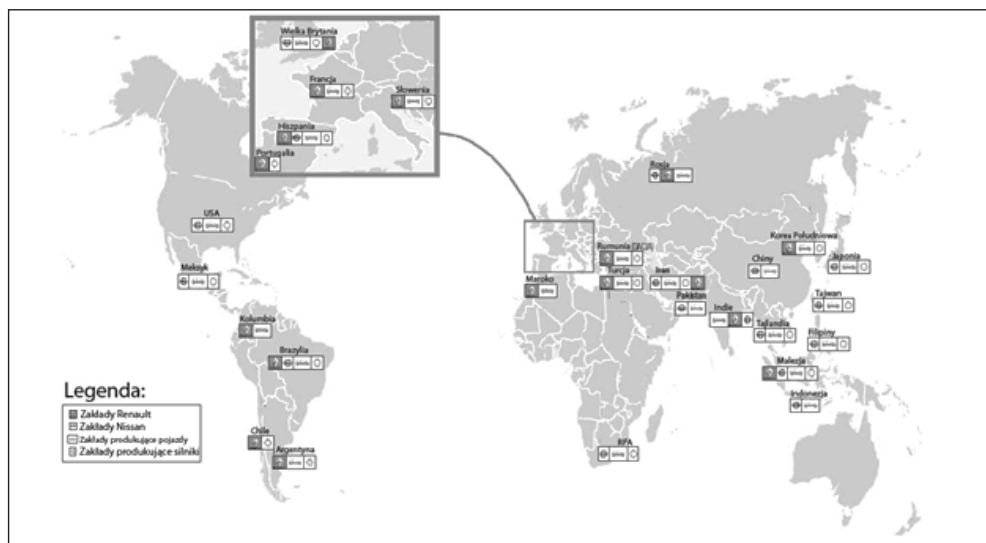 Wielka Brytania
Francja
Słowenia
Hiszpania
Portugalia
Rosja
USA
Korea Południowa
Rumunia
Japonia
Chiny
Meksyk
Maroko
Turcja
Iran
Pakistan
Indie
Tajwan
Kolumbia
Tajlandia
Filipiny
Brazylia
Malezja
Legenda:
Indonezja
Zakłady Renault
Zakłady Nissan
Zakłady produkujące pojazdy
Zakłady produkujące silniki
Chile
Argentyna
RPA